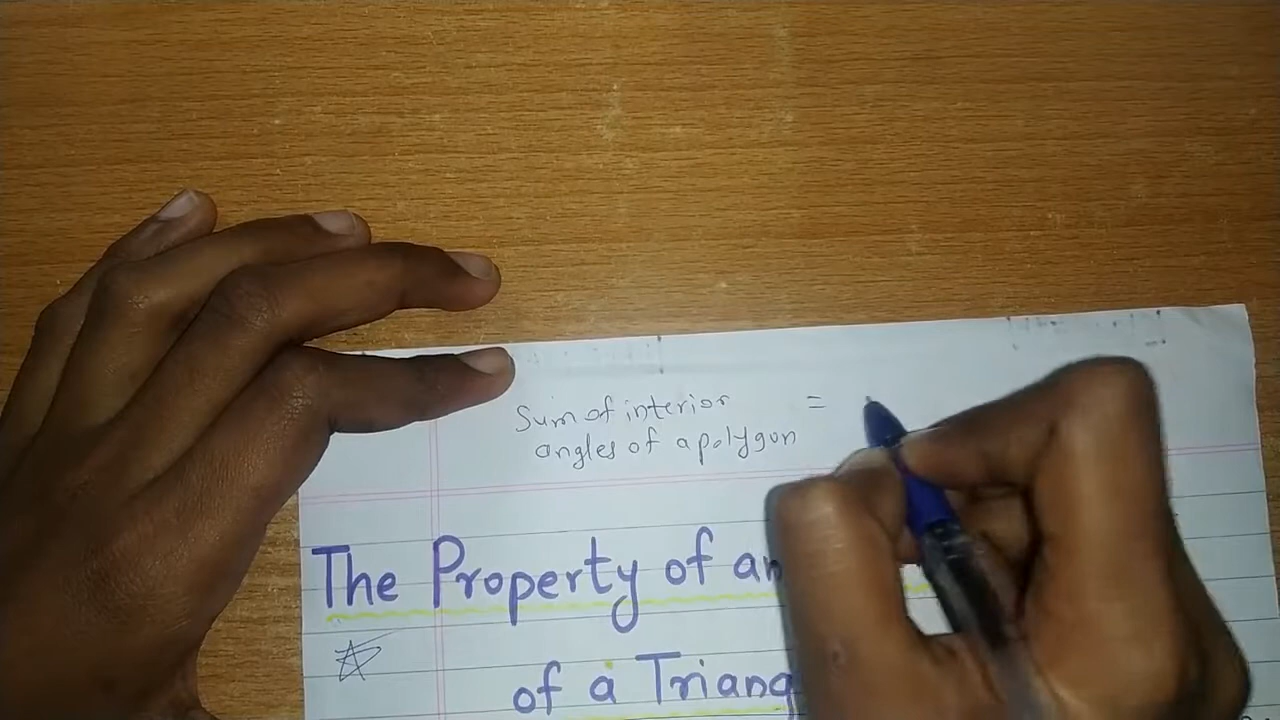 Sum of interior =
angles of a polygon
The Property of an
of a Triang